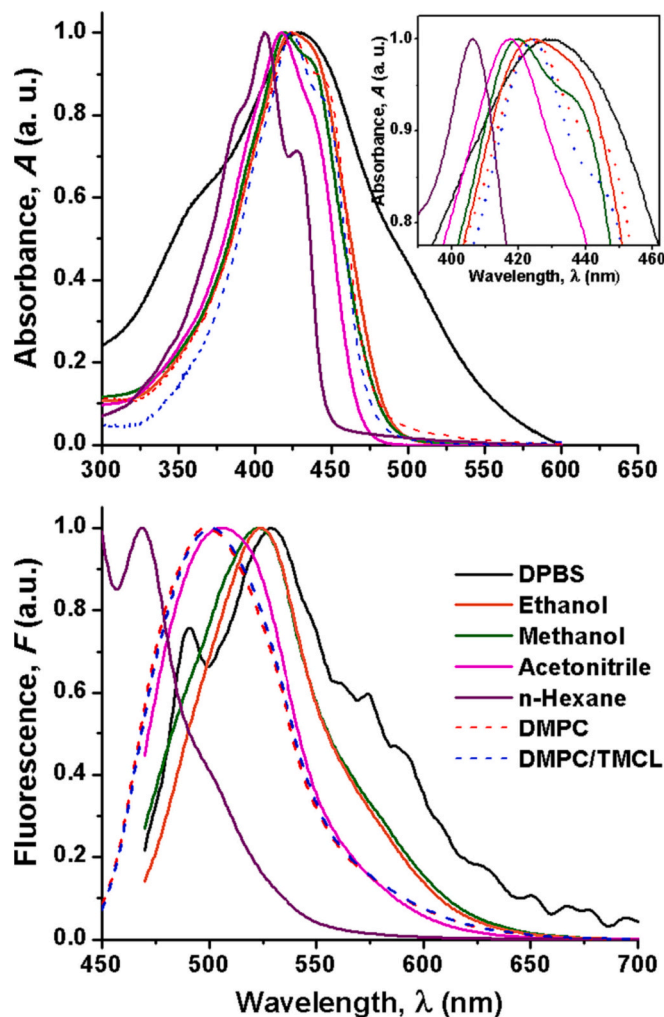 Absorbance, A (a. u.)
1.0
0.8
0.6
0.4
0.2
0.0
300 350 400 450 500 550 600 650
Absorbance, A (a. u.)
1.0
0.9
0.8
400 420 440 460
Wavelength, λ (nm)
Fluorescence, F (a.u.)
1.0
0.8
0.6
0.4
0.2
0.0
DPBS
Ethanol
Methanol
Acetonitrile
n-Hexane
DMPC
DMPC/TMCL
450 500 550 600 650 700
Wavelength, λ (nm)